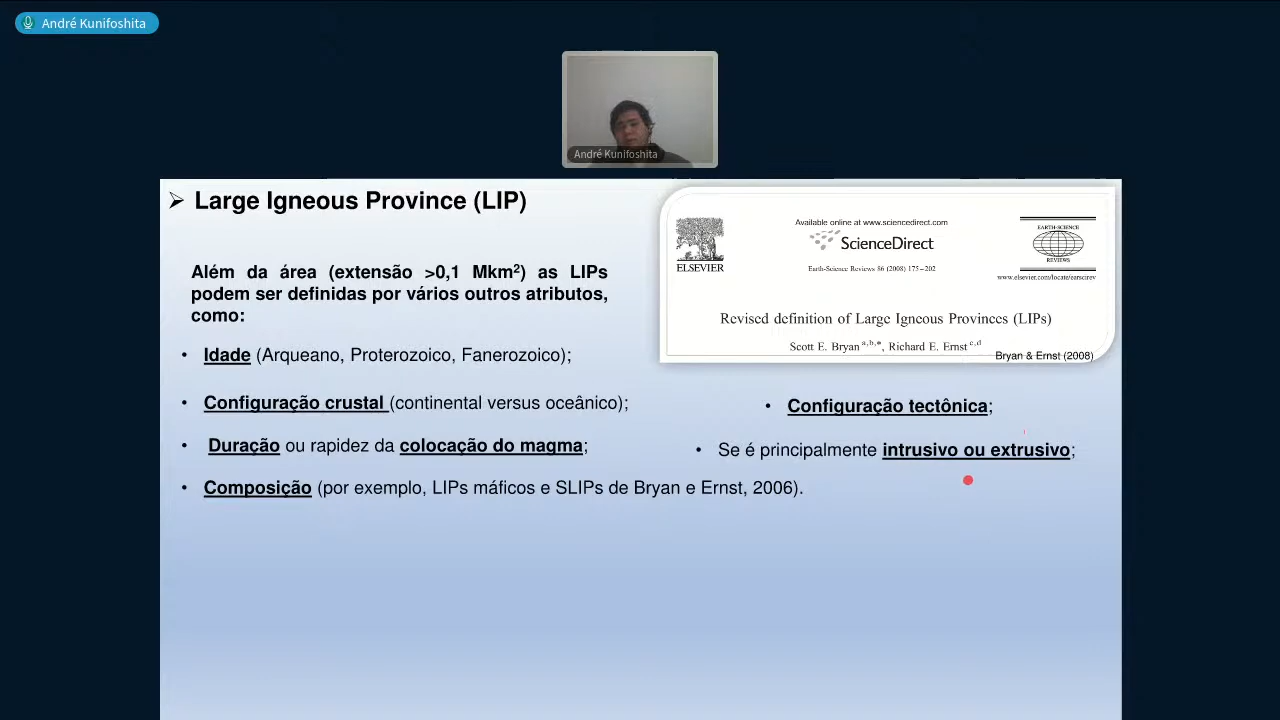 André Kunifoshita
André Kunifoshita
➢ Large Igneous Province (LIP)
Além da área (extensão >0,1 Mkm²) as LIPs
podem ser definidas por vários outros atributos,
como:
• Idade (Arqueano, Proterozoico, Fanerozoico);
• Configuração crustal (continental versus oceânico);
• Duração ou rapidez da colocação do magma;
• Composição (por exemplo, LIPs máficos e SLIPs de Bryan e Ernst, 2006).
Available online at www.sciencedirect.com
ScienceDirect
Earth-Science Reviews 86 (2008) 175–202
ELSEVIER
EARTH-SCIENCE
REVIEWS
www.elsevier.com/locate/earscirev
Revised definition of Large Igneous Provinces (LIPs)
Scott E. Bryan a,b,*, Richard E. Ernst c,d
Bryan & Ernst (2008)
• Configuração tectônica;
• Se é principalmente intrusivo ou extrusivo;